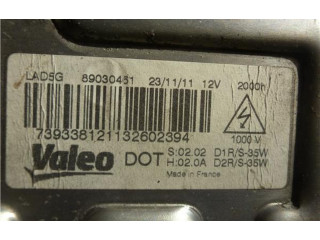 LAD5G 89030451 23/11/11 12V 2000h
739338121132602394
1000 V
Valeo DOT S:02.02 D1R/S-35W
H:02.0A D2R/S-35W
Made in France